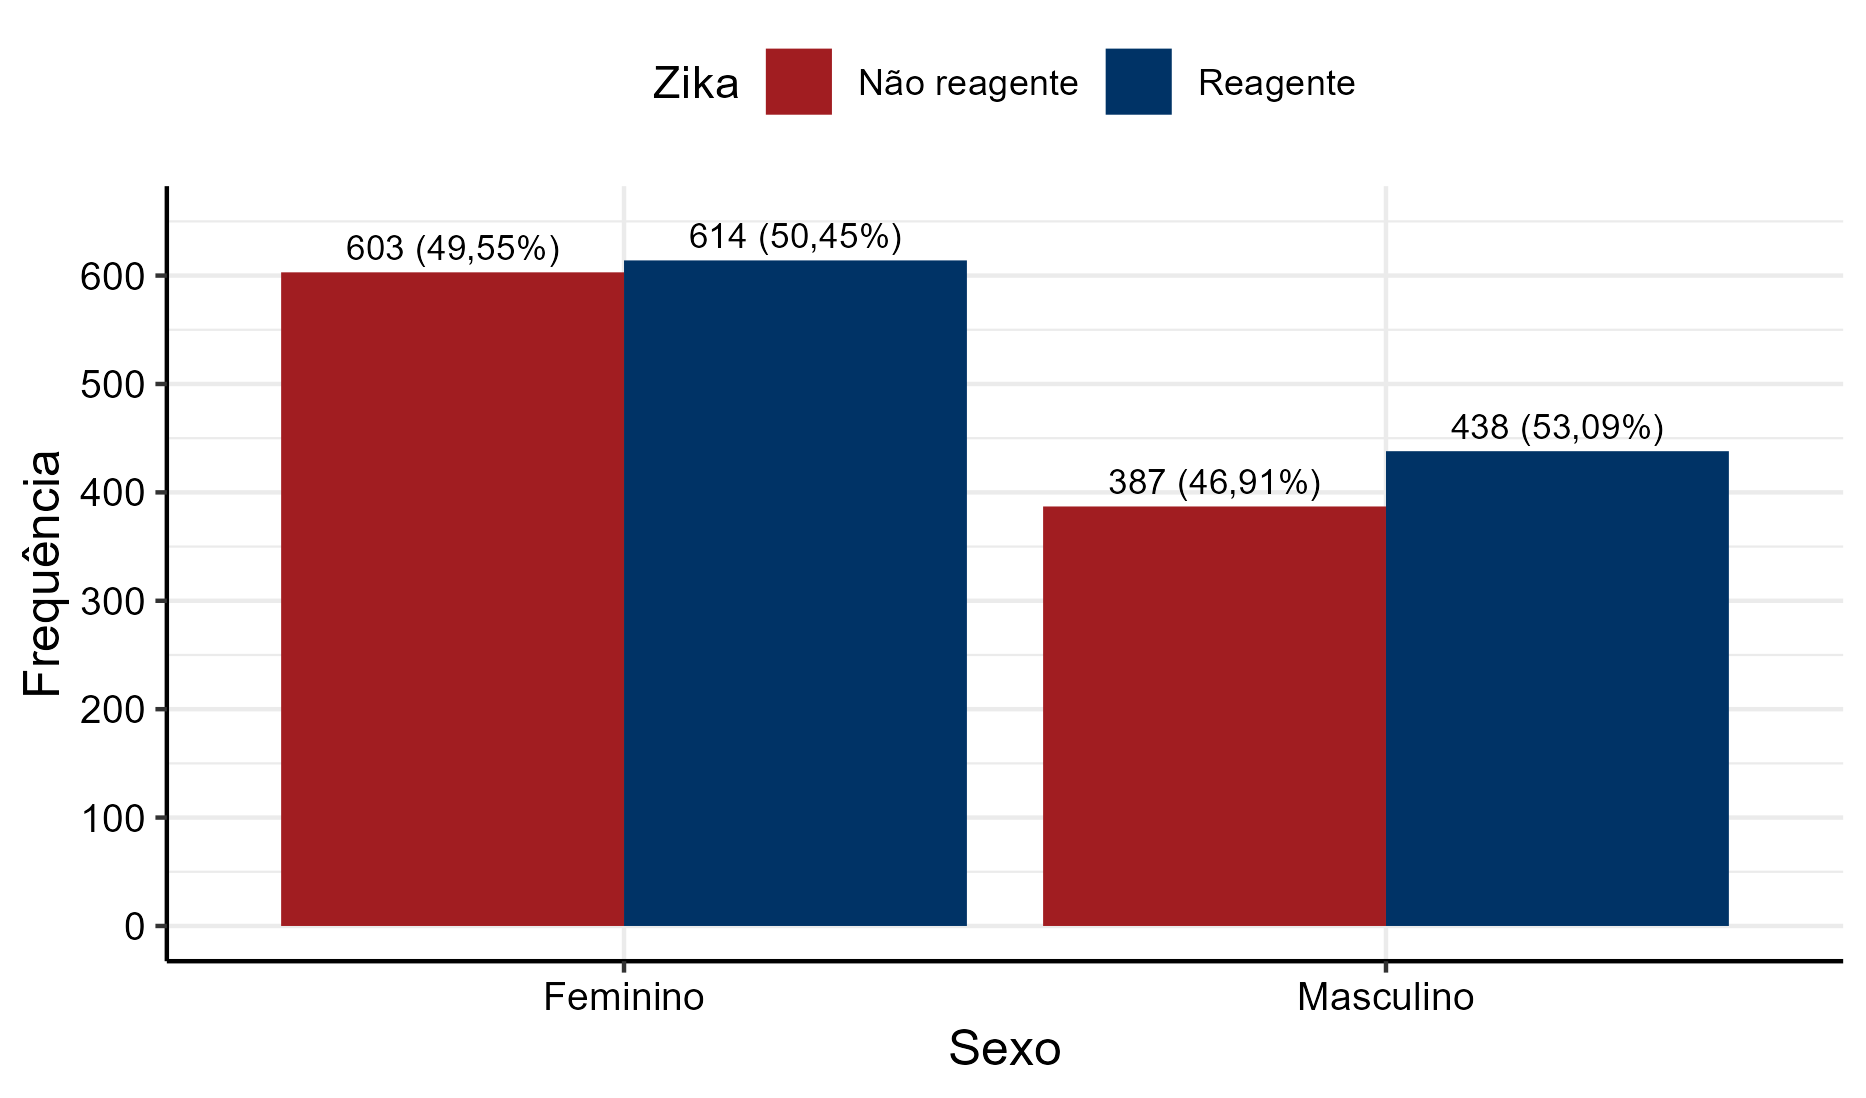 Zika Não reagente Reagente
603 (49,55%) 614 (50,45%)
387 (46,91%) 438 (53,09%)
600
500
400
300
200
100
0
Frequência
Feminino Masculino
Sexo